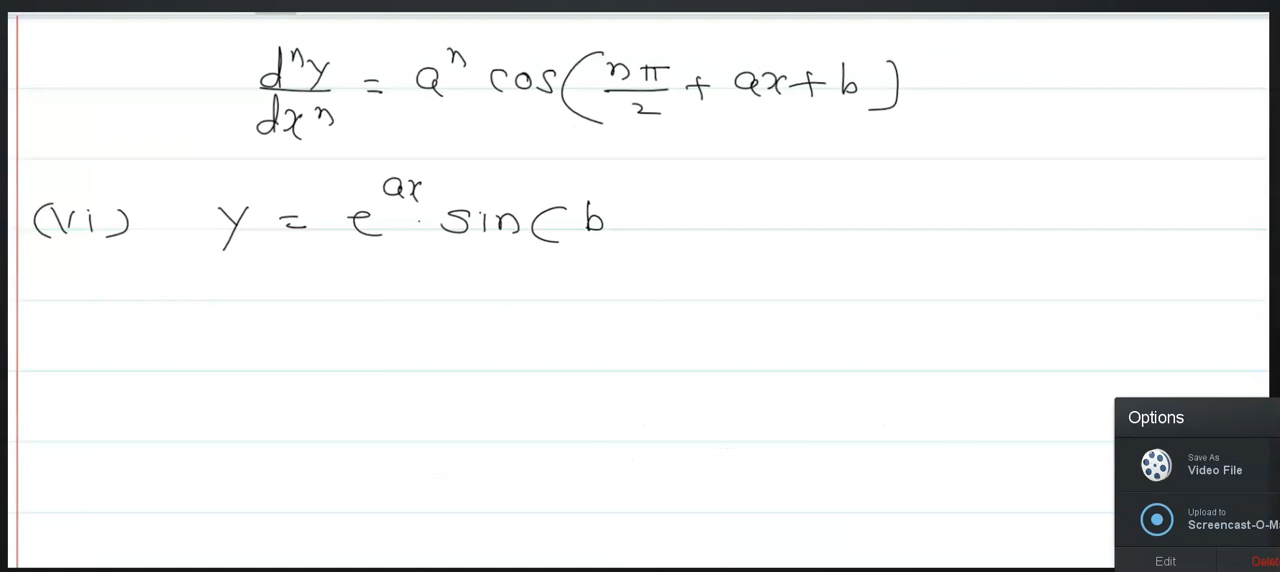 dⁿy/dxⁿ = aⁿ cos(nπ/2 + ax + b)
(vi) y = e^ax . sin( b
Options
Save As
Video File
Upload to
Screencast-O-M
Edit
Delet